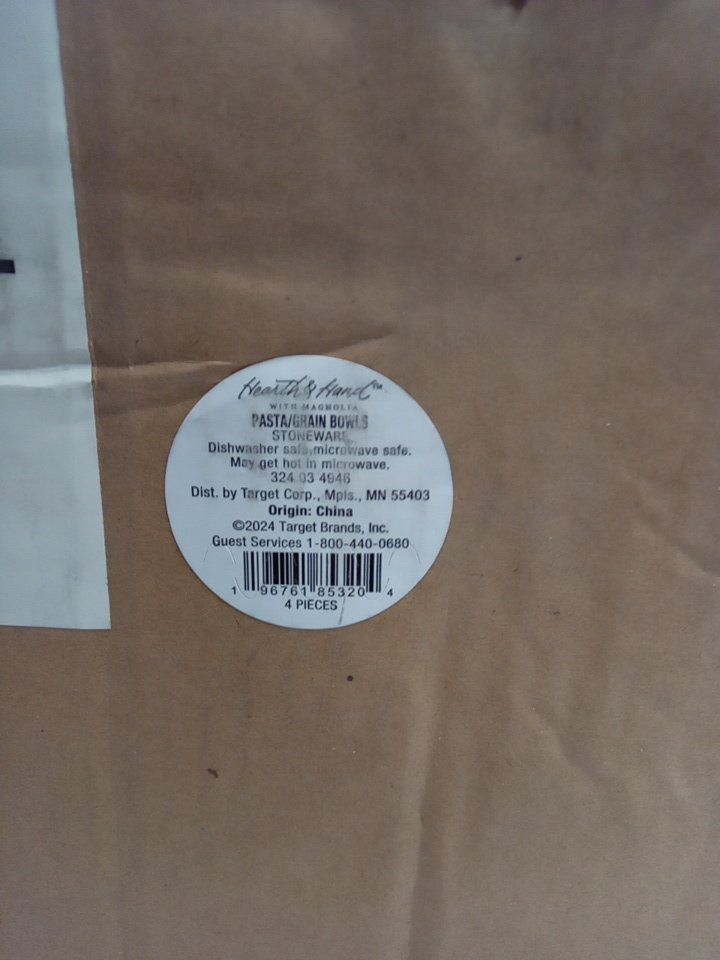 Hearth & Hand™
WITH MAGNOLIA
PASTA/GRAIN BOWLS
STONEWARE
Dishwasher safe, microwave safe.
May get hot in microwave.
324 03 4946
Dist. by Target Corp., Mpls., MN 55403
Origin: China
©2024 Target Brands, Inc.
Guest Services 1-800-440-0680
1 96761 85320 4
4 PIECES